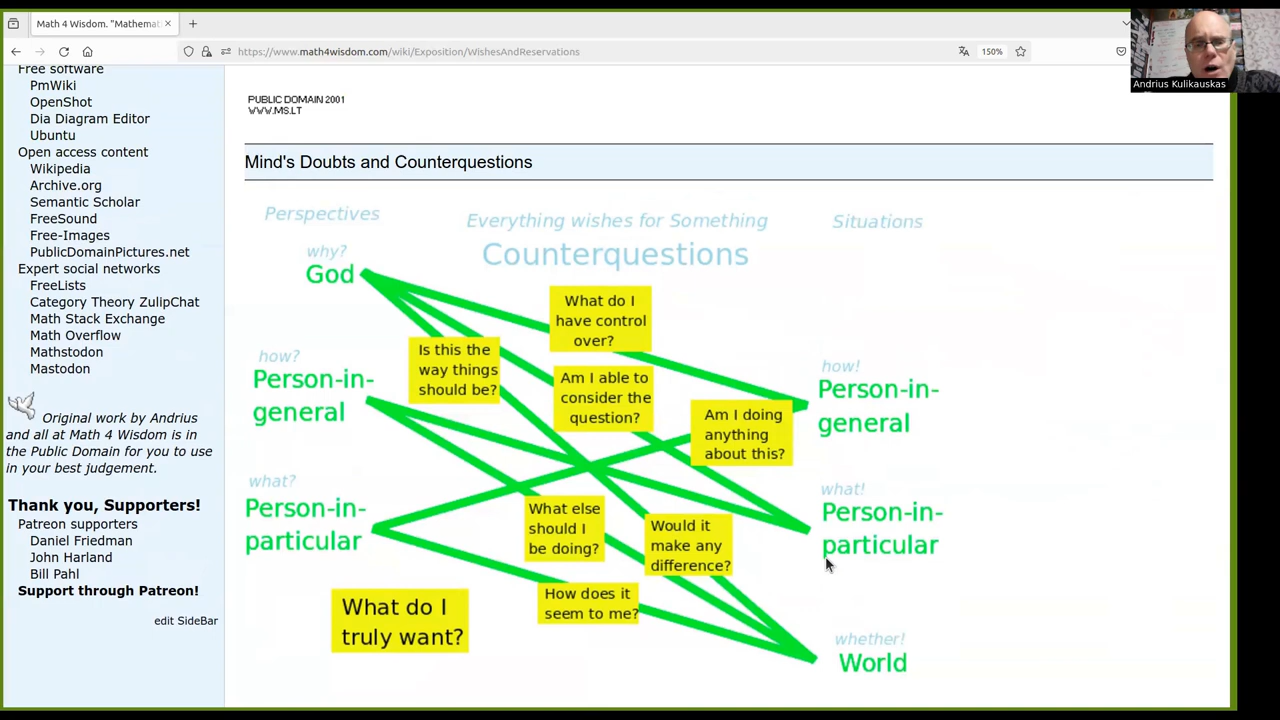 Math 4 Wisdom. "Mathemat
https://www.math4wisdom.com/wiki/Exposition/WishesAndReservations
150%
Andrius Kulikauskas
Free software
PmWiki
OpenShot
Dia Diagram Editor
Ubuntu
Open access content
Wikipedia
Archive.org
Semantic Scholar
FreeSound
Free-Images
PublicDomainPictures.net
Expert social networks
FreeLists
Category Theory ZulipChat
Math Stack Exchange
Math Overflow
Mathstodon
Mastodon
Original work by Andrius
and all at Math 4 Wisdom is in
the Public Domain for you to use
in your best judgement.
Thank you, Supporters!
Patreon supporters
Daniel Friedman
John Harland
Bill Pahl
Support through Patreon!
edit SideBar
PUBLIC DOMAIN 2001
WWW.MS.LT
Mind's Doubts and Counterquestions
Perspectives
Everything wishes for Something
Situations
Counterquestions
why?
God
how?
Person-in-
general
what?
Person-in-
particular
What do I
have control
over?
Is this the
way things
should be?
Am I able to
consider the
question?
Am I doing
anything
about this?
What else
should I
be doing?
Would it
make any
difference?
How does it
seem to me?
What do I
truly want?
how!
Person-in-
general
what!
Person-in-
particular
whether!
World